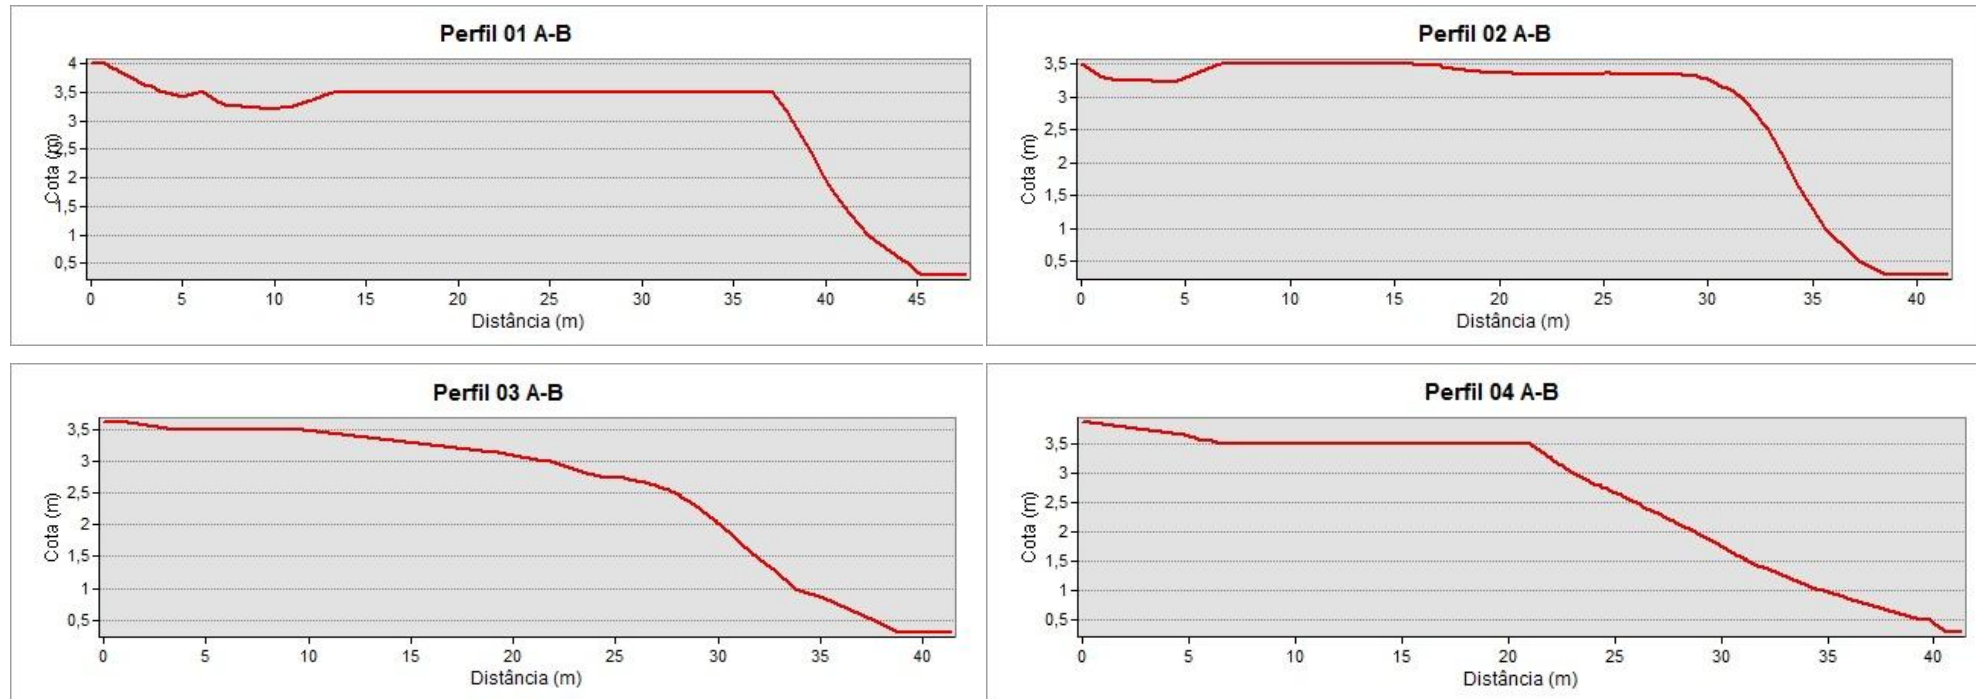 Perfil 01 A-B
4
3,5
3
2,5
2
1,5
1
0,5
Cota (m)
0 5 10 15 20 25 30 35 40 45
Distância (m)
Perfil 02 A-B
3,5
3
2,5
2
1,5
1
0,5
Cota (m)
0 5 10 15 20 25 30 35 40
Distância (m)
Perfil 03 A-B
3,5
3
2,5
2
1,5
1
0,5
Cota (m)
0 5 10 15 20 25 30 35 40
Distância (m)
Perfil 04 A-B
3,5
3
2,5
2
1,5
1
0,5
Cota (m)
0 5 10 15 20 25 30 35 40
Distância (m)